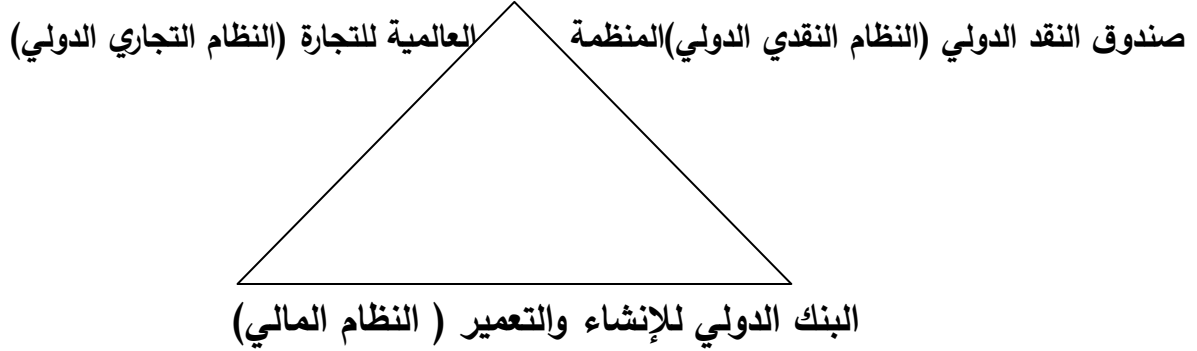 صندوق النقد الدولي (النظام النقدي الدولي)المنظمة العالمية للتجارة (النظام التجاري الدولي)
البنك الدولي للإنشاء والتعمير ( النظام المالي)